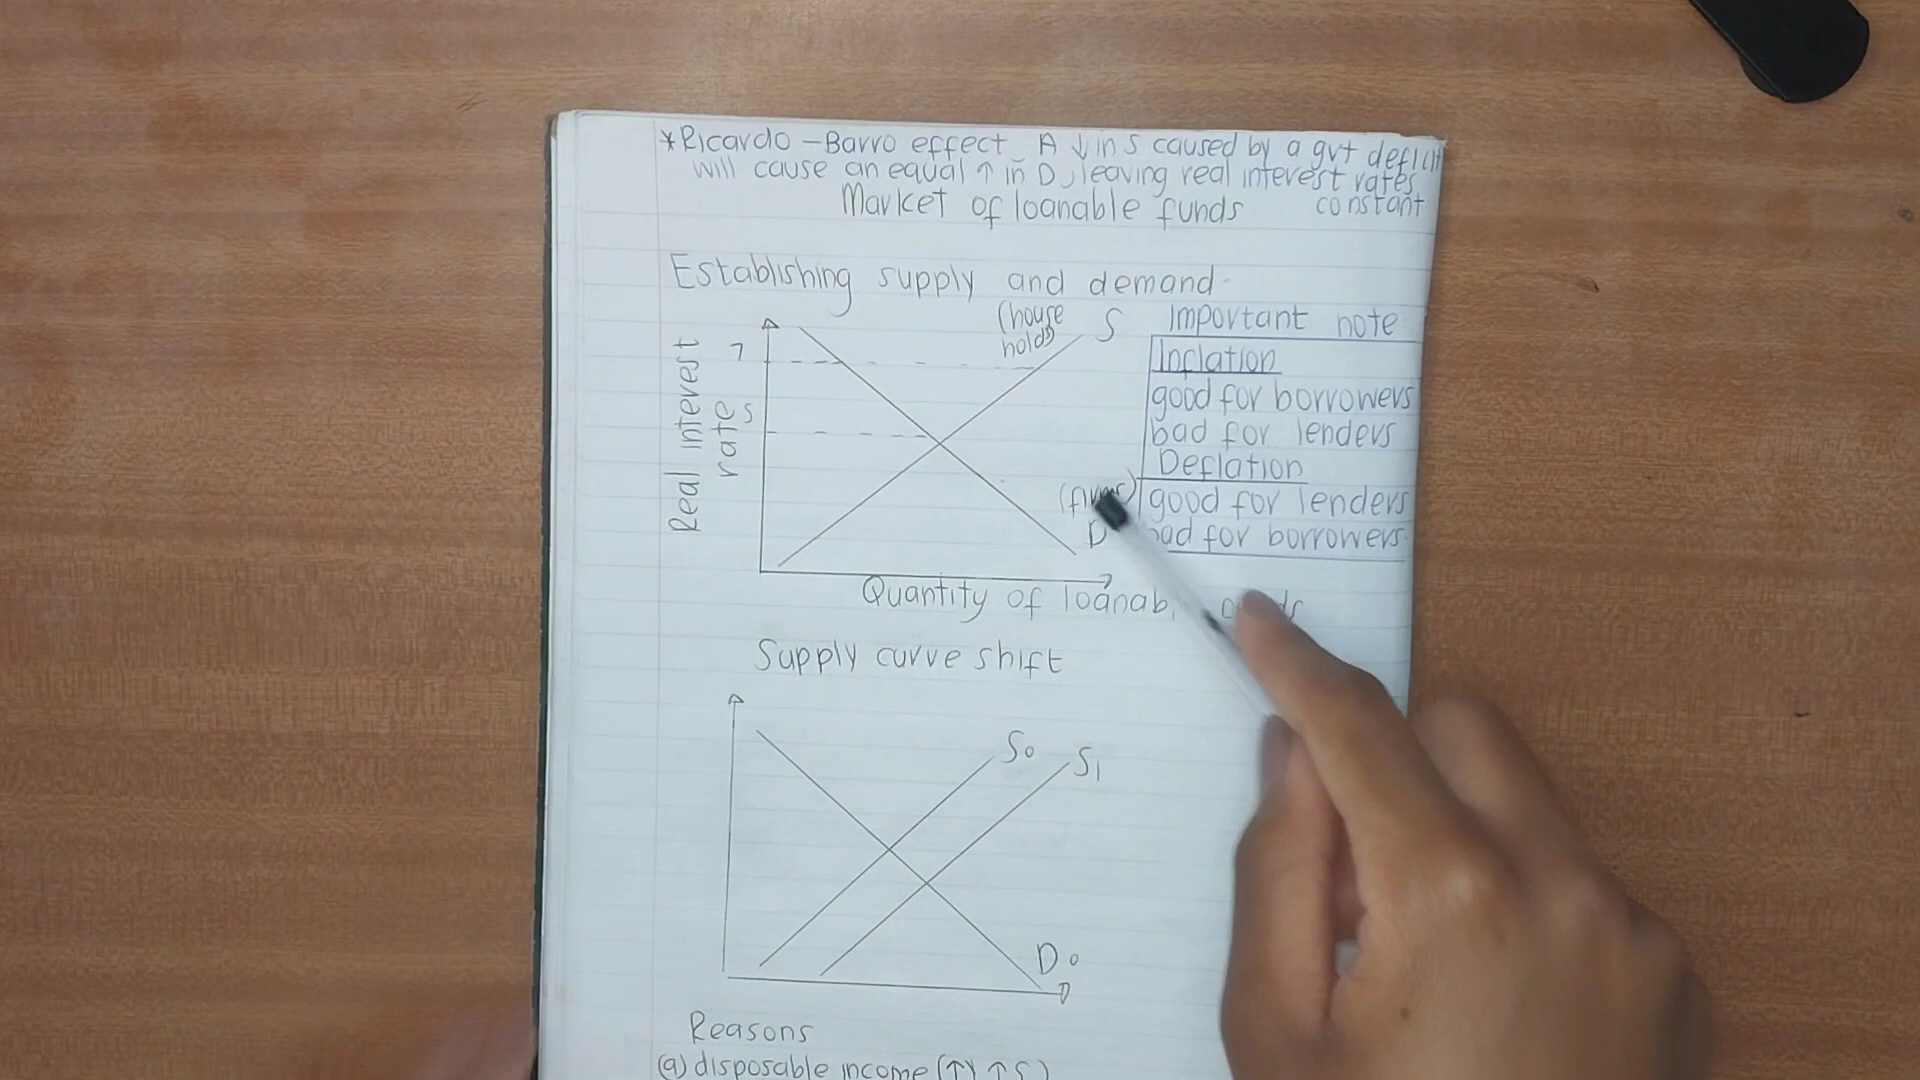 *Ricardo - Barro effect - A ↓ in S caused by a gvt deficit
will cause an equal ↑ in D, leaving real interest rates
constant
Market of loanable funds
Establishing supply and demand.
(house
holds
S
7
5
Real interest
rate
(firms)
D
Quantity of
Important note
Inflation
good for borrowers
bad for lenders
Deflation
good for lenders
bad for borrowers
Supply curve shift
S0
S1
D0
Reasons
(a) disposable income (↑) ↑ S)